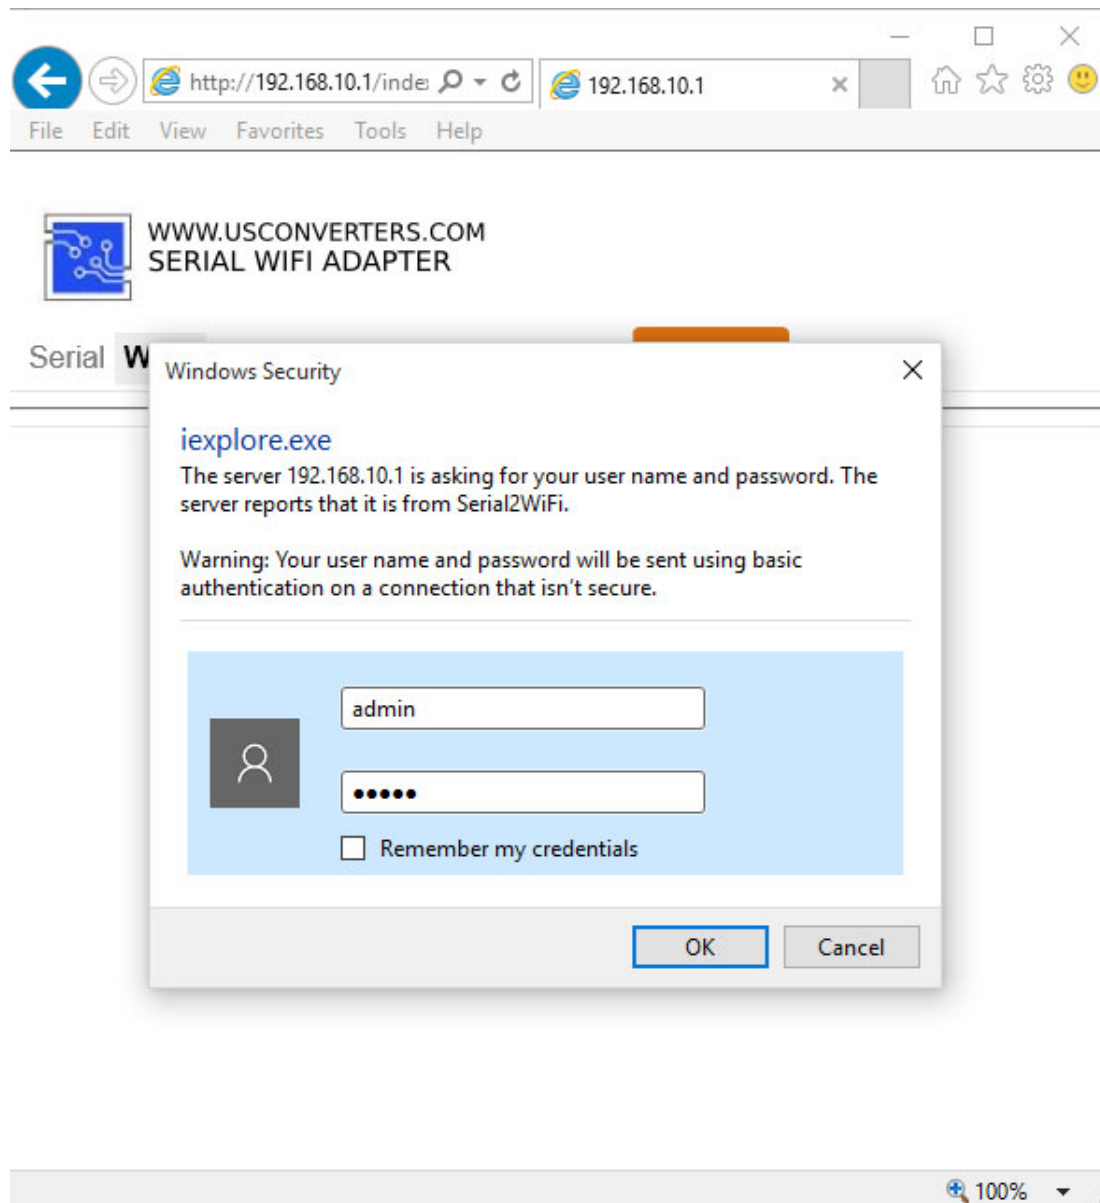 http://192.168.10.1/inde
192.168.10.1
File Edit View Favorites Tools Help
WWW.USCONVERTERS.COM
SERIAL WIFI ADAPTER
Serial W
Windows Security
iexplore.exe
The server 192.168.10.1 is asking for your user name and password. The
server reports that it is from Serial2WiFi.
Warning: Your user name and password will be sent using basic
authentication on a connection that isn't secure.
admin
•••••
Remember my credentials
OK Cancel
100%